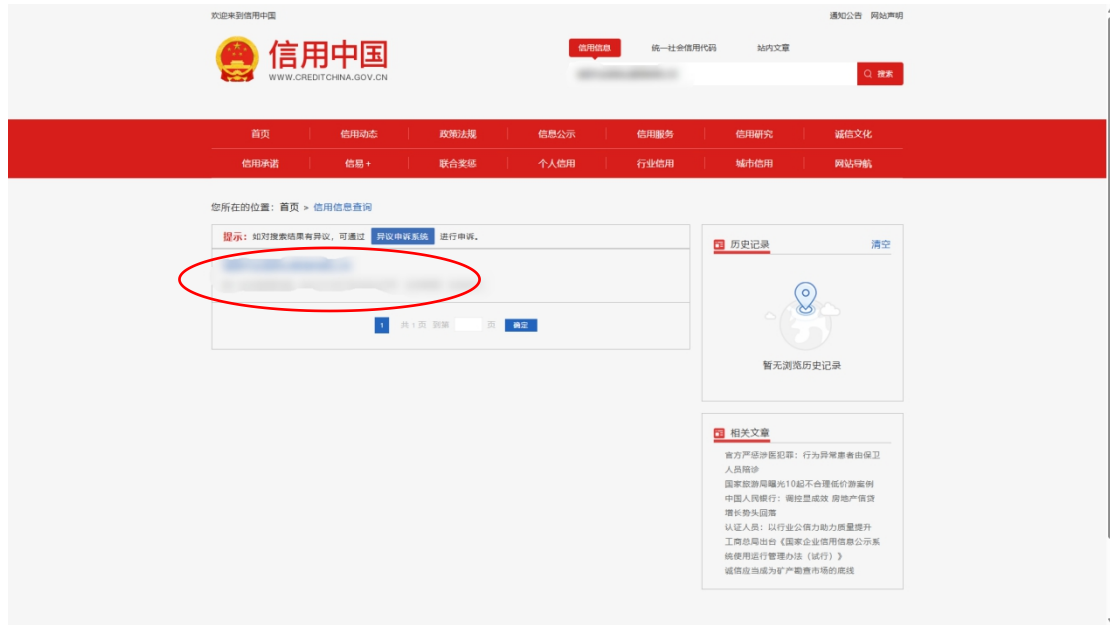 欢迎来到信用中国
通知公告 网站声明
信用中国
WWW.CREDITCHINA.GOV.CN
信用信息 统一社会信用代码 站内文章
搜索
首页 信用动态 政策法规 信息公示 信用服务 信用研究 诚信文化
信用承诺 信易+ 联合奖惩 个人信用 行业信用 城市信用 网站导航
您所在的位置：首页 > 信用信息查询
提示：如对搜索结果有异议，可通过 异议申诉系统 进行申诉。
1 共 1 页 到第 页 确定
历史记录 清空
暂无浏览历史记录
相关文章
官方严惩涉医犯罪：行为异常患者由保卫
人员陪诊
国家旅游局曝光10起不合理低价游案例
中国人民银行：调控显成效 房地产信贷
增长势头回落
认证人员：以行业公信力助力质量提升
工商总局出台《国家企业信用信息公示系
统使用运行管理办法（试行）》
诚信应当成为矿产勘查市场的底线